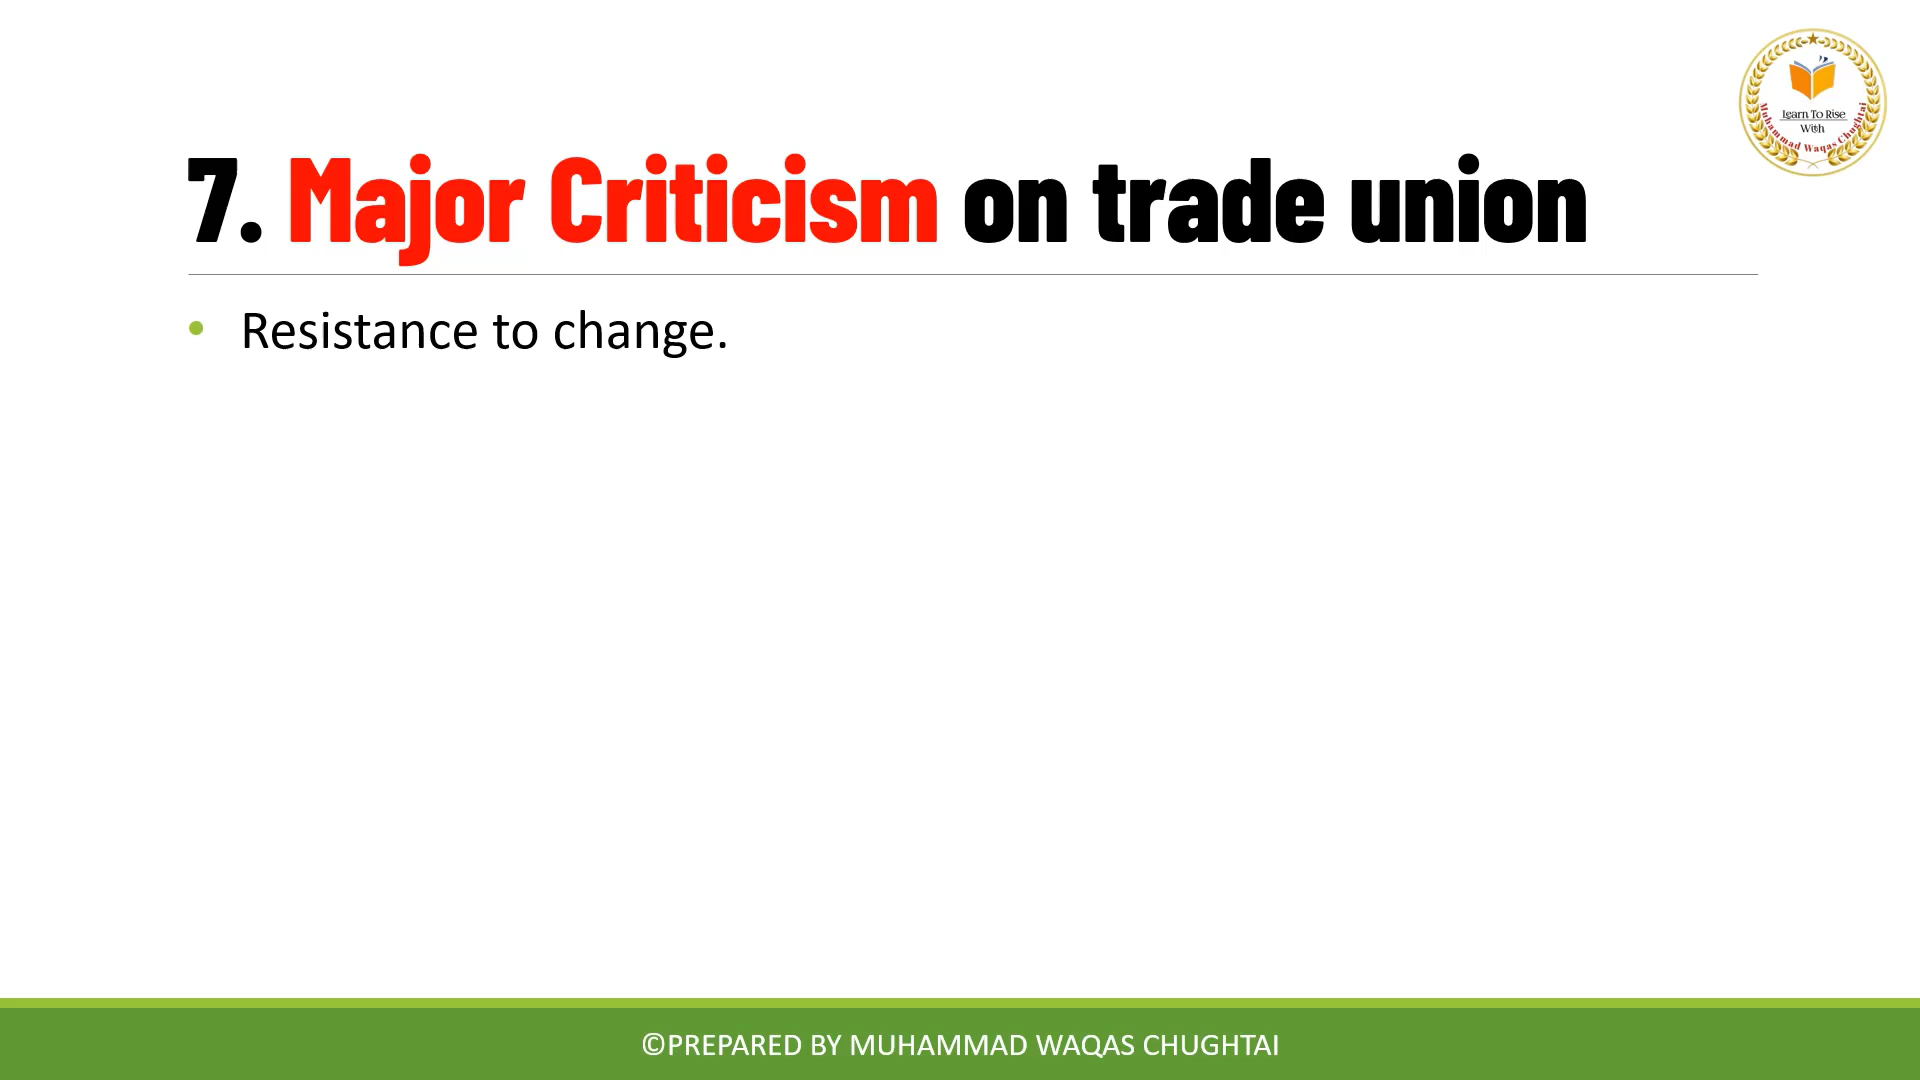 Learn To Rise
With
Muhammad Waqas Chughtai
7. Major Criticism on trade union
• Resistance to change.
©PREPARED BY MUHAMMAD WAQAS CHUGHTAI